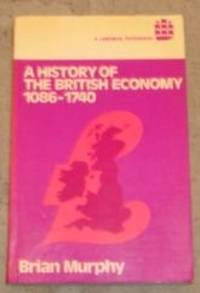 A LONGMAN PAPERBACK
A HISTORY OF
THE BRITISH ECONOMY
1086-1740
Brian Murphy